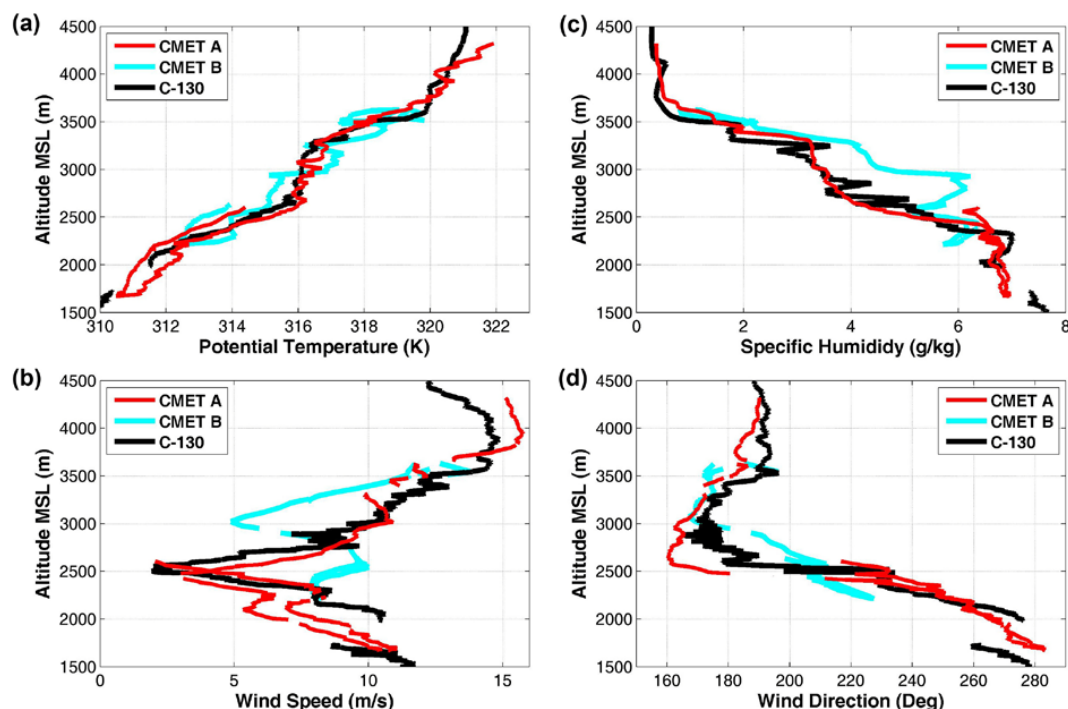 (a)
4500
4000
3500
3000
2500
2000
1500
Altitude MSL (m)
CMET A
CMET B
C-130
310 312 314 316 318 320 322
Potential Temperature (K)
(c)
4500
4000
3500
3000
2500
2000
1500
Altitude MSL (m)
CMET A
CMET B
C-130
0 2 4 6 8
Specific Humididy (g/kg)
(b)
4500
4000
3500
3000
2500
2000
1500
Altitude MSL (m)
CMET A
CMET B
C-130
0 5 10 15
Wind Speed (m/s)
(d)
4500
4000
3500
3000
2500
2000
1500
Altitude MSL (m)
CMET A
CMET B
C-130
160 180 200 220 240 260 280
Wind Direction (Deg)